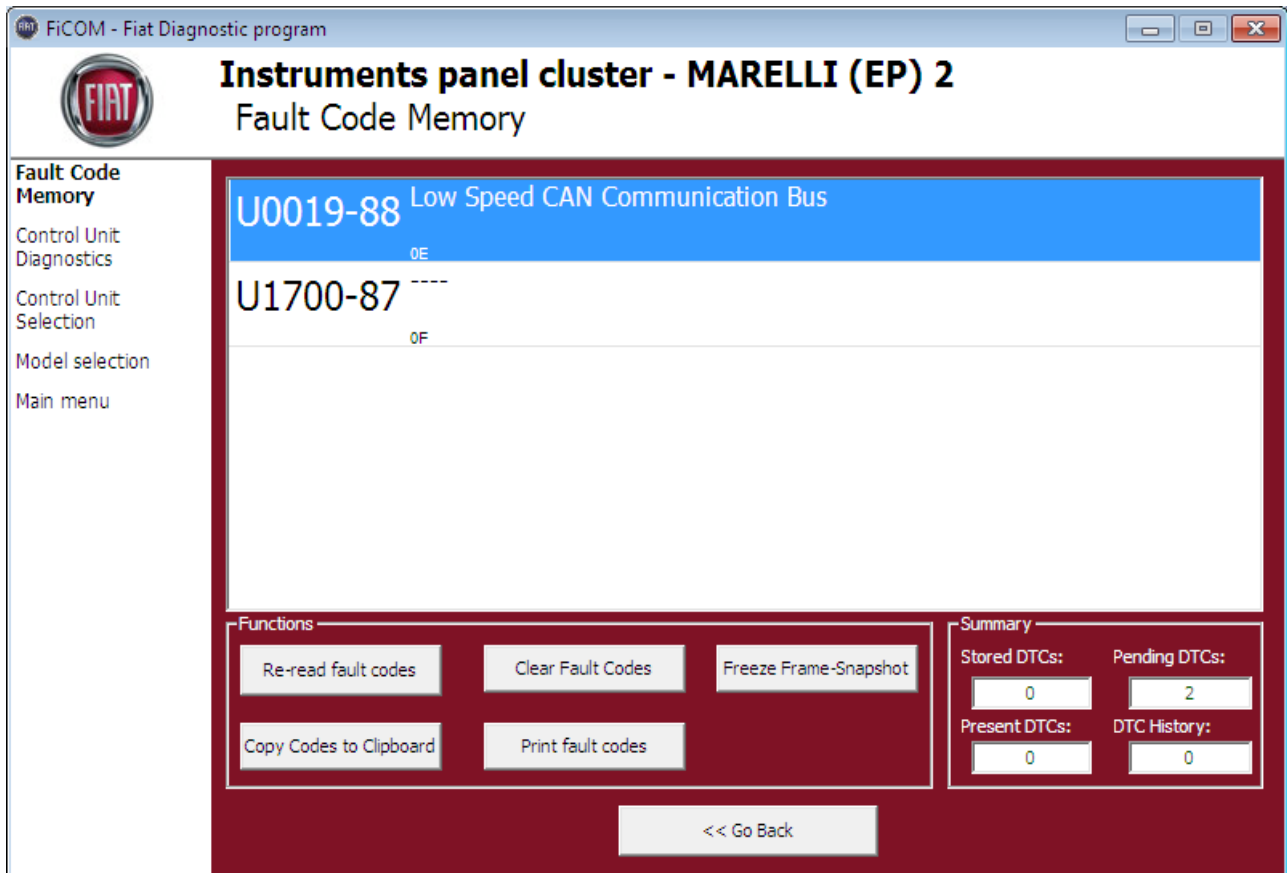 FiCOM - Fiat Diagnostic program
FIAT
Instruments panel cluster - MARELLI (EP) 2
Fault Code Memory
Fault Code
Memory
Control Unit
Diagnostics
Control Unit
Selection
Model selection
Main menu
U0019-88 Low Speed CAN Communication Bus
0E
U1700-87 ----
0F
Functions
Re-read fault codes
Clear Fault Codes
Freeze Frame-Snapshot
Copy Codes to Clipboard
Print fault codes
Summary
Stored DTCs: Pending DTCs:
0 2
Present DTCs: DTC History:
0 0
<< Go Back